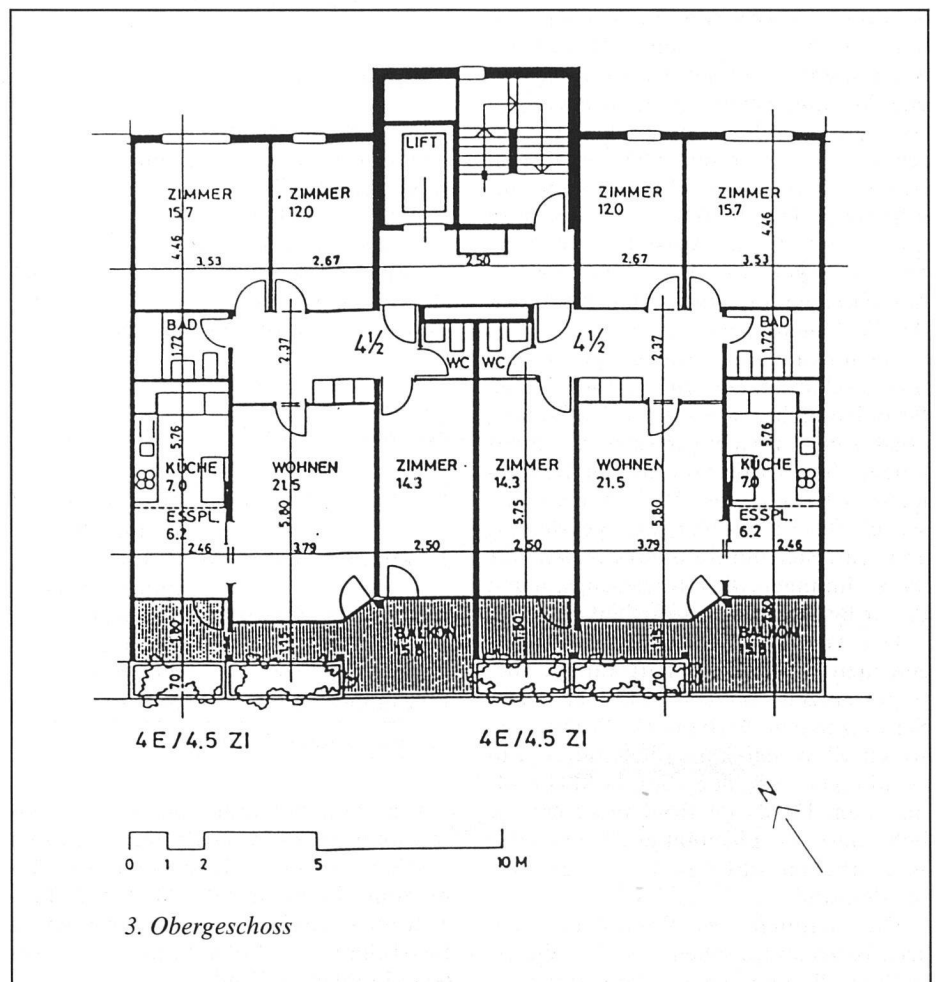 LIFT
ZIMMER
15.7
ZIMMER
12.0
ZIMMER
12.0
ZIMMER
15.7
4.46
4.46
3.53
2.67
2.50
2.67
3.53
BAD
1.72
2.37
4½
WC
WC
4½
2.37
BAD
1.72
5.76
KÜCHE
7.0
WOHNEN
21.5
ZIMMER
14.3
ZIMMER
14.3
WOHNEN
21.5
5.76
KÜCHE
7.0
ESSPL.
6.2
5.80
5.75
5.80
ESSPL.
6.2
2.46
3.79
2.50
2.50
3.79
2.46
1.15
BALKON
15.8
1.15
BALKON
15.8
70
70
4E/4.5 ZI
4E/4.5 ZI
N
0 1 2 5 10 M
3. Obergeschoss